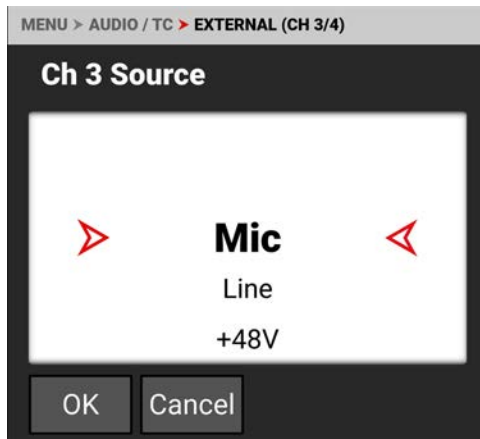 MENU > AUDIO / TC > EXTERNAL (CH 3/4)
Ch 3 Source
Mic
Line
+48V
OK Cancel